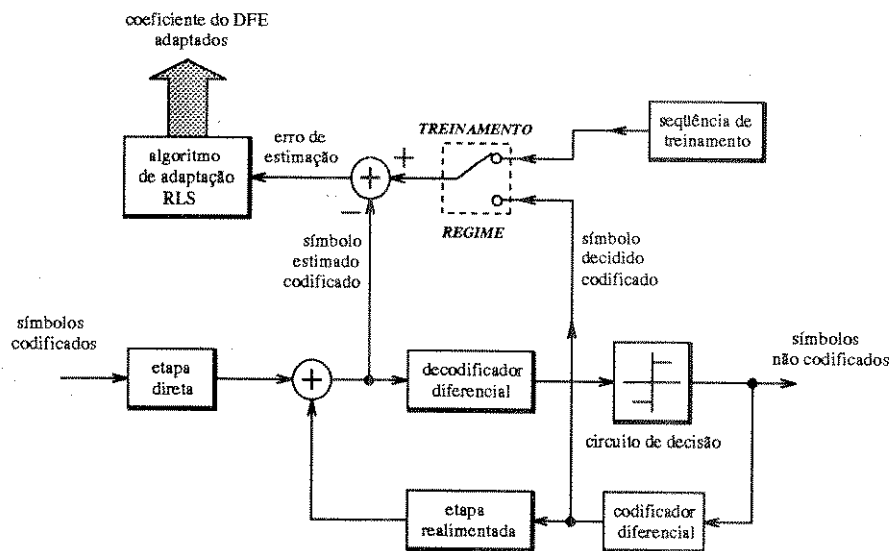 coeficiente do DFE
adaptados
algoritmo
de adaptação
RLS
erro de
estimação
+
+
−
TREINAMENTO
REGIME
seqüência de
treinamento
símbolo
estimado
codificado
símbolo
decidido
codificado
símbolos
codificados
etapa
direta
+
decodificador
diferencial
circuito de decisão
símbolos
não codificados
etapa
realimentada
codificador
diferencial